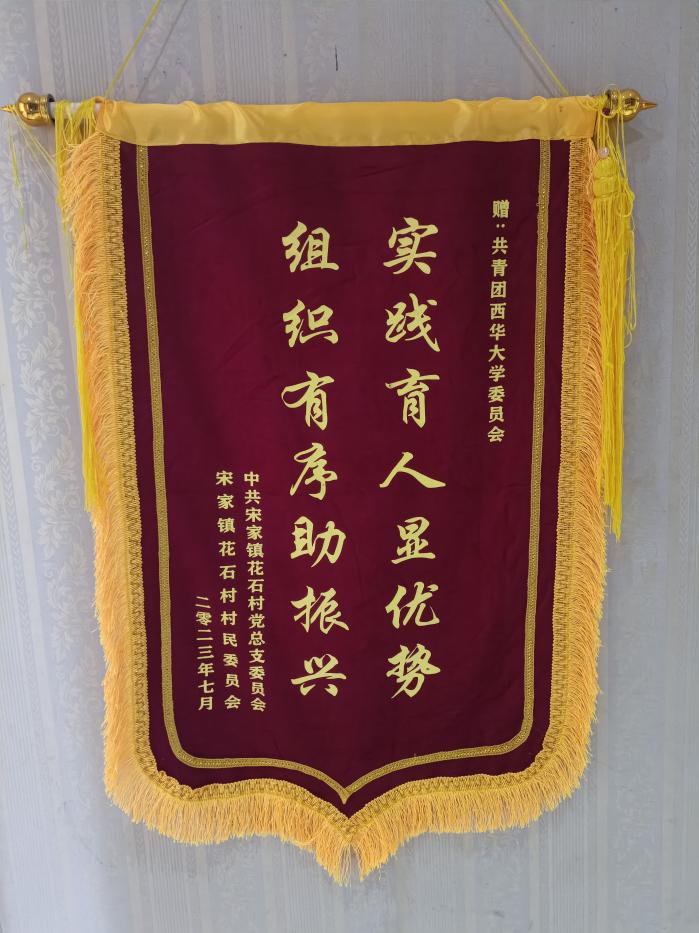 赠：共青团西华大学委员会
实践育人显优势
组织有序助振兴
中共宋家镇花石村党总支委员会
宋家镇花石村村民委员会
二零二三年七月